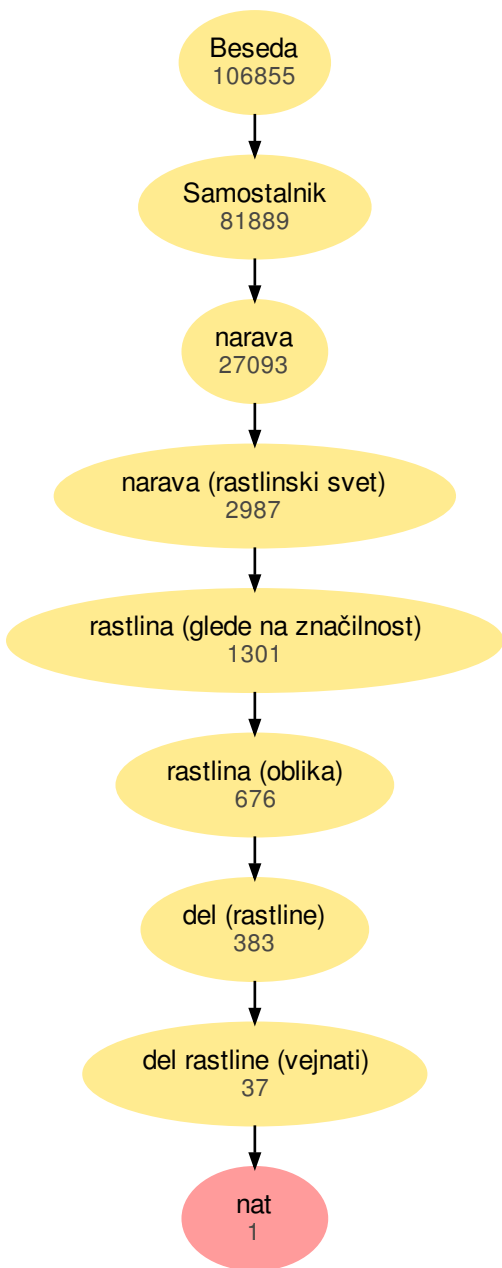 Beseda
106855
Samostalnik
81889
narava
27093
narava (rastlinski svet)
2987
rastlina (glede na značilnost)
1301
rastlina (oblika)
676
del (rastline)
383
del rastline (vejnati)
37
nat
1